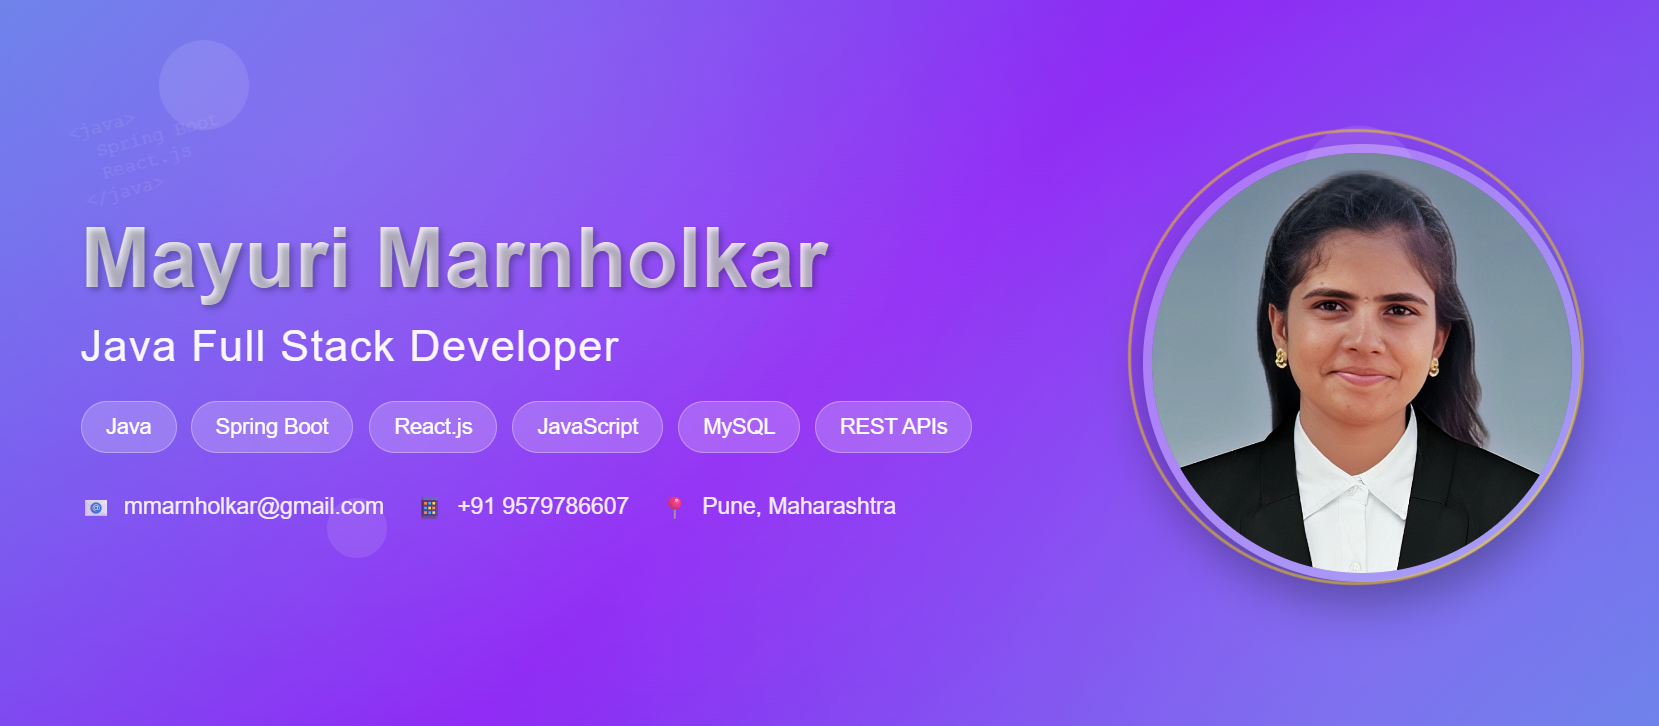 <java>
Spring Boot
React.js
</java>
Mayuri Marnholkar
Java Full Stack Developer
Java Spring Boot React.js JavaScript MySQL REST APIs
mmarnholkar@gmail.com +91 9579786607 Pune, Maharashtra